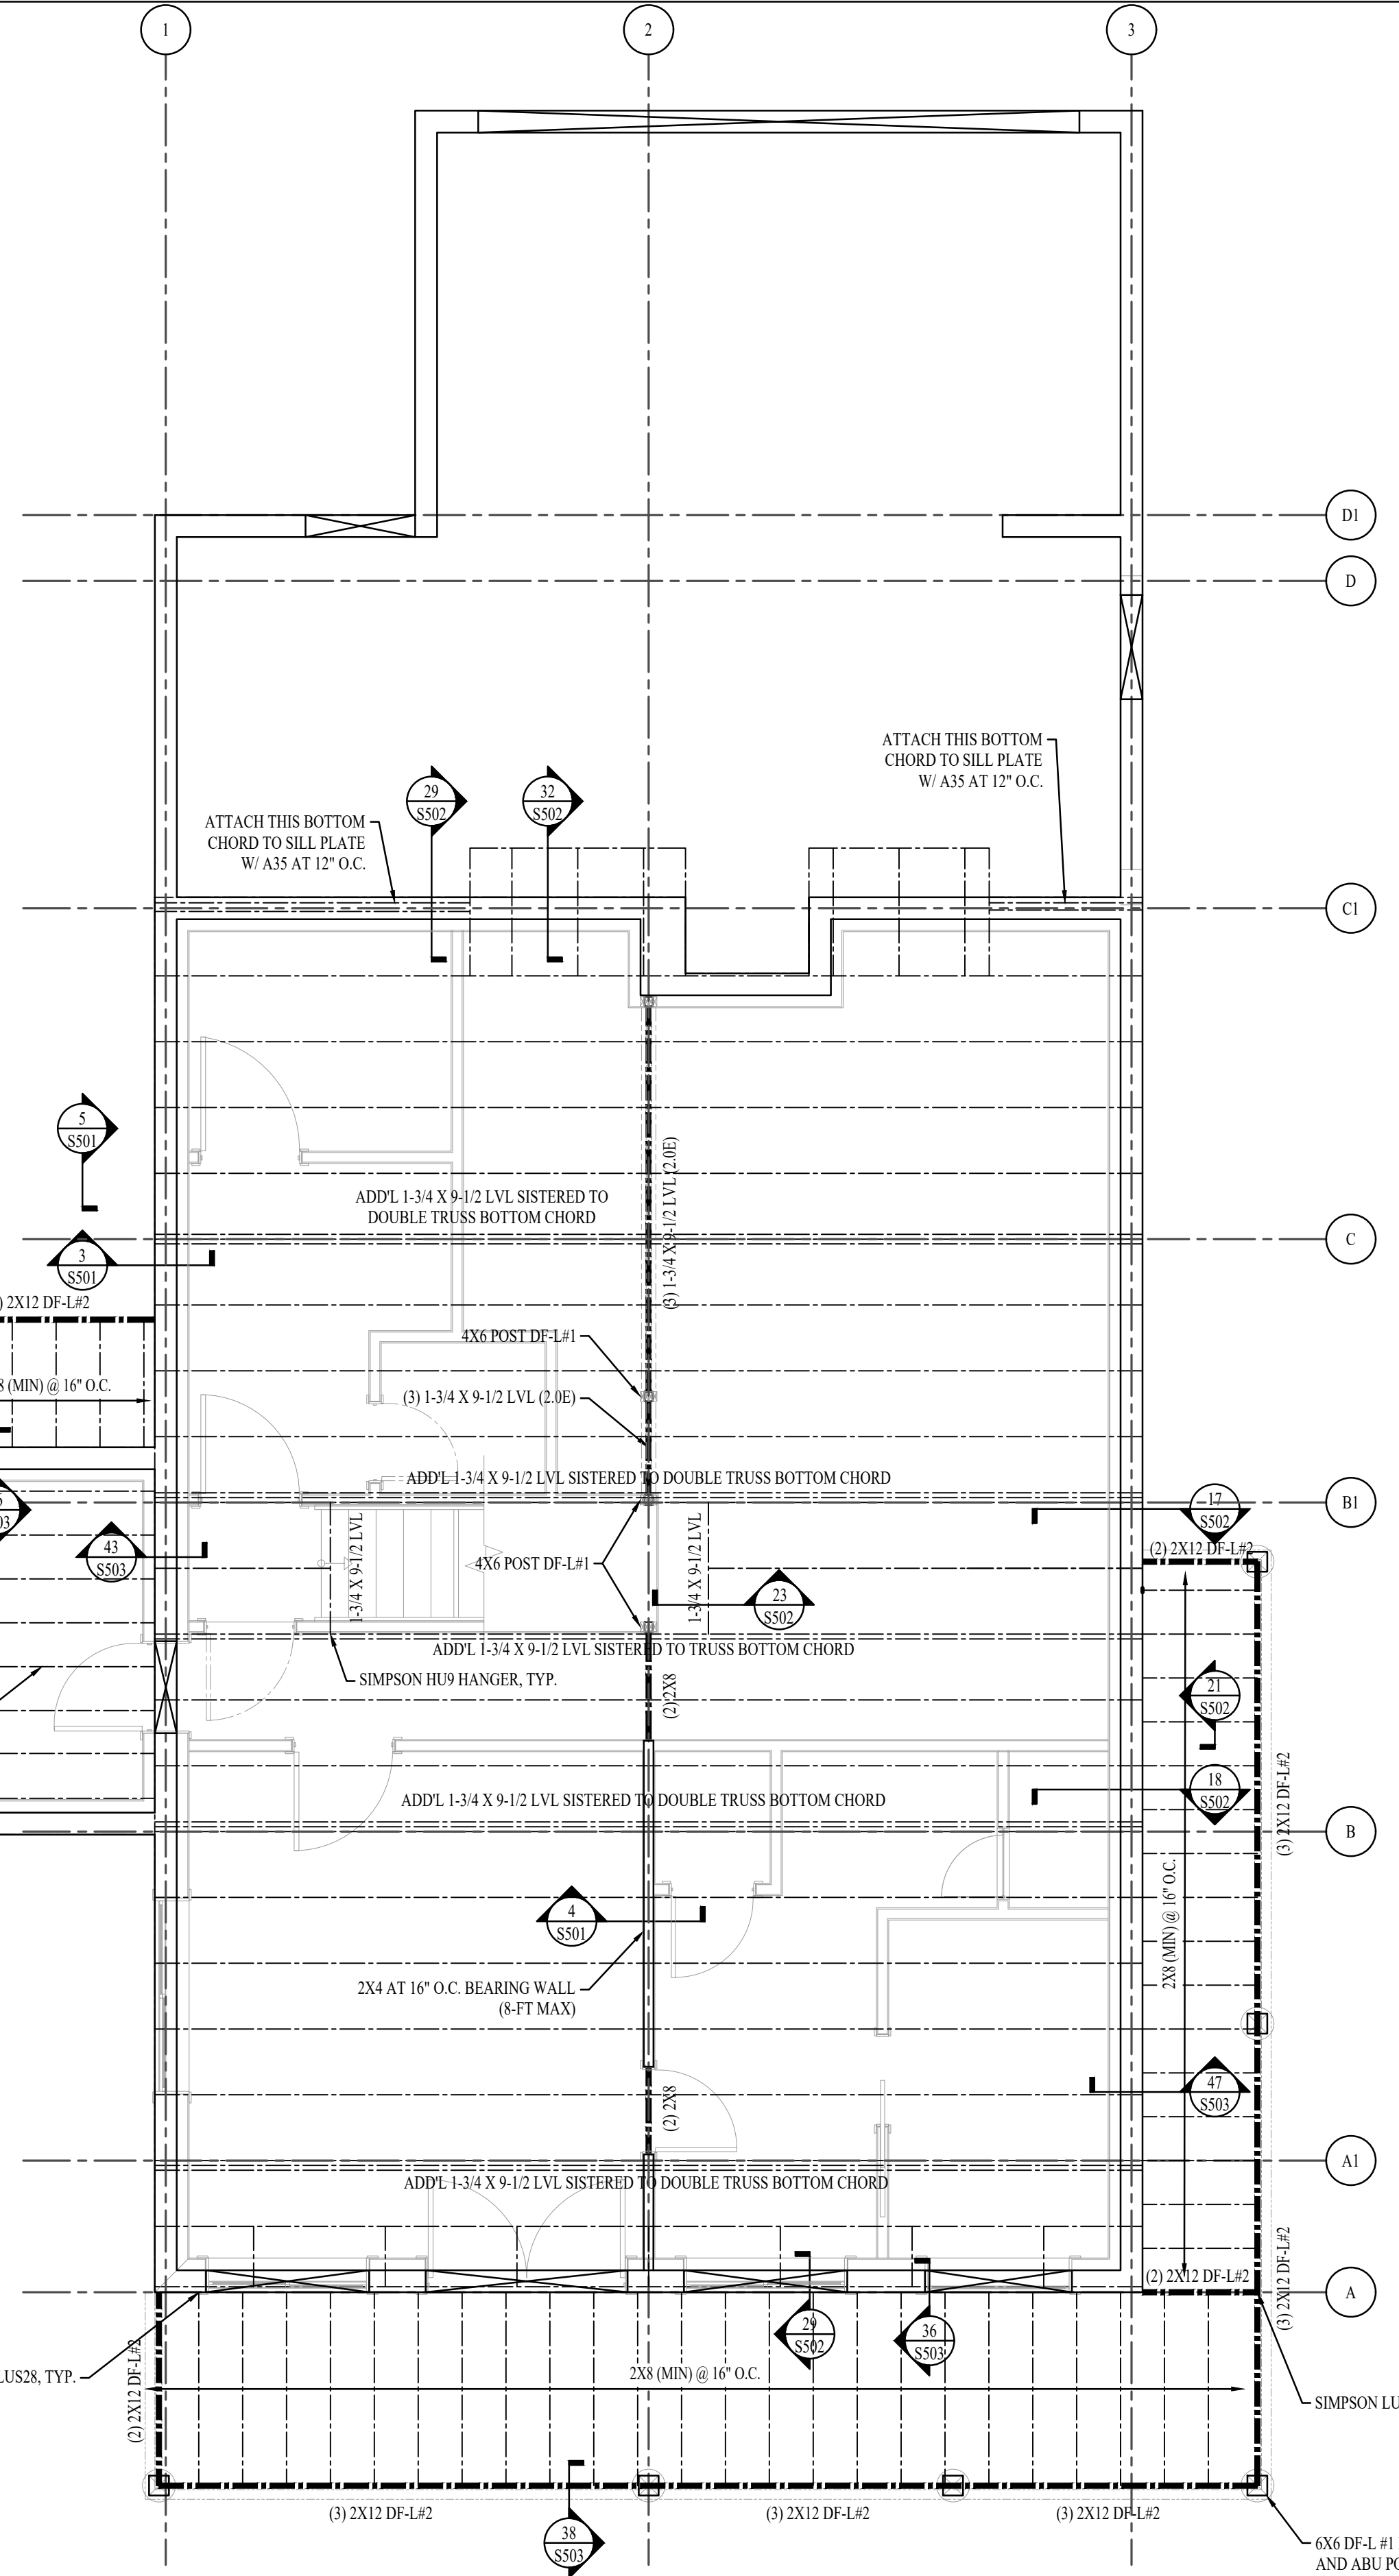 1
2
3
D1
D
ATTACH THIS BOTTOM
CHORD TO SILL PLATE
W/ A35 AT 12" O.C.
29
S502
32
S502
ATTACH THIS BOTTOM
CHORD TO SILL PLATE
W/ A35 AT 12" O.C.
C1
5
S501
(3) 1-3/4 X 9-1/2 LVL (2.0E)
ADD'L 1-3/4 X 9-1/2 LVL SISTERED TO
DOUBLE TRUSS BOTTOM CHORD
C
3
S501
) 2X12 DF-L#2
4X6 POST DF-L#1
8 (MIN) @ 16" O.C.
(3) 1-3/4 X 9-1/2 LVL (2.0E)
ADD'L 1-3/4 X 9-1/2 LVL SISTERED TO DOUBLE TRUSS BOTTOM CHORD
B1
17
S502
03
43
S503
1-3/4 X 9-1/2 LVL
4X6 POST DF-L#1
1-3/4 X 9-1/2 LVL
(2) 2X12 DF-L#2
23
S502
ADD'L 1-3/4 X 9-1/2 LVL SISTERED TO TRUSS BOTTOM CHORD
SIMPSON HU9 HANGER, TYP.
(2) 2X8
21
S502
18
S502
(3) 2X12 DF-L#2
ADD'L 1-3/4 X 9-1/2 LVL SISTERED TO DOUBLE TRUSS BOTTOM CHORD
B
4
S501
2X8 (MIN) @ 16" O.C.
2X4 AT 16" O.C. BEARING WALL
(8-FT MAX)
47
S503
(2) 2X8
A1
ADD'L 1-3/4 X 9-1/2 LVL SISTERED TO DOUBLE TRUSS BOTTOM CHORD
(2) 2X12 DF-L#2
(3) 2X12 DF-L#2
A
29
S502
36
S503
LUS28, TYP.
(2) 2X12 DF-L#2
2X8 (MIN) @ 16" O.C.
SIMPSON LU
(3) 2X12 DF-L#2
(3) 2X12 DF-L#2
(3) 2X12 DF-L#2
38
S503
6X6 DF-L #1
AND ABU PO